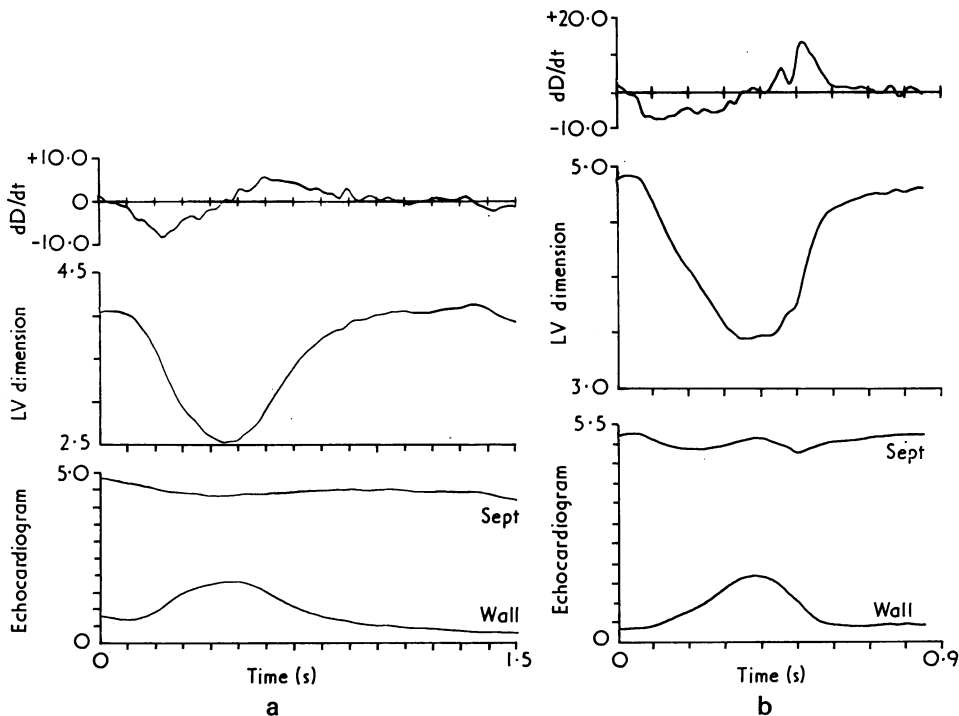 +10.0
0
-10.0
dD/dt
4.5
2.5
LV dimension
5.0
0
Echocardiogram
Sept
Wall
0
1.5
Time (s)
a
+20.0
0
-10.0
dD/dt
5.0
3.0
LV dimension
5.5
0
Echocardiogram
Sept
Wall
0
0.9
Time (s)
b